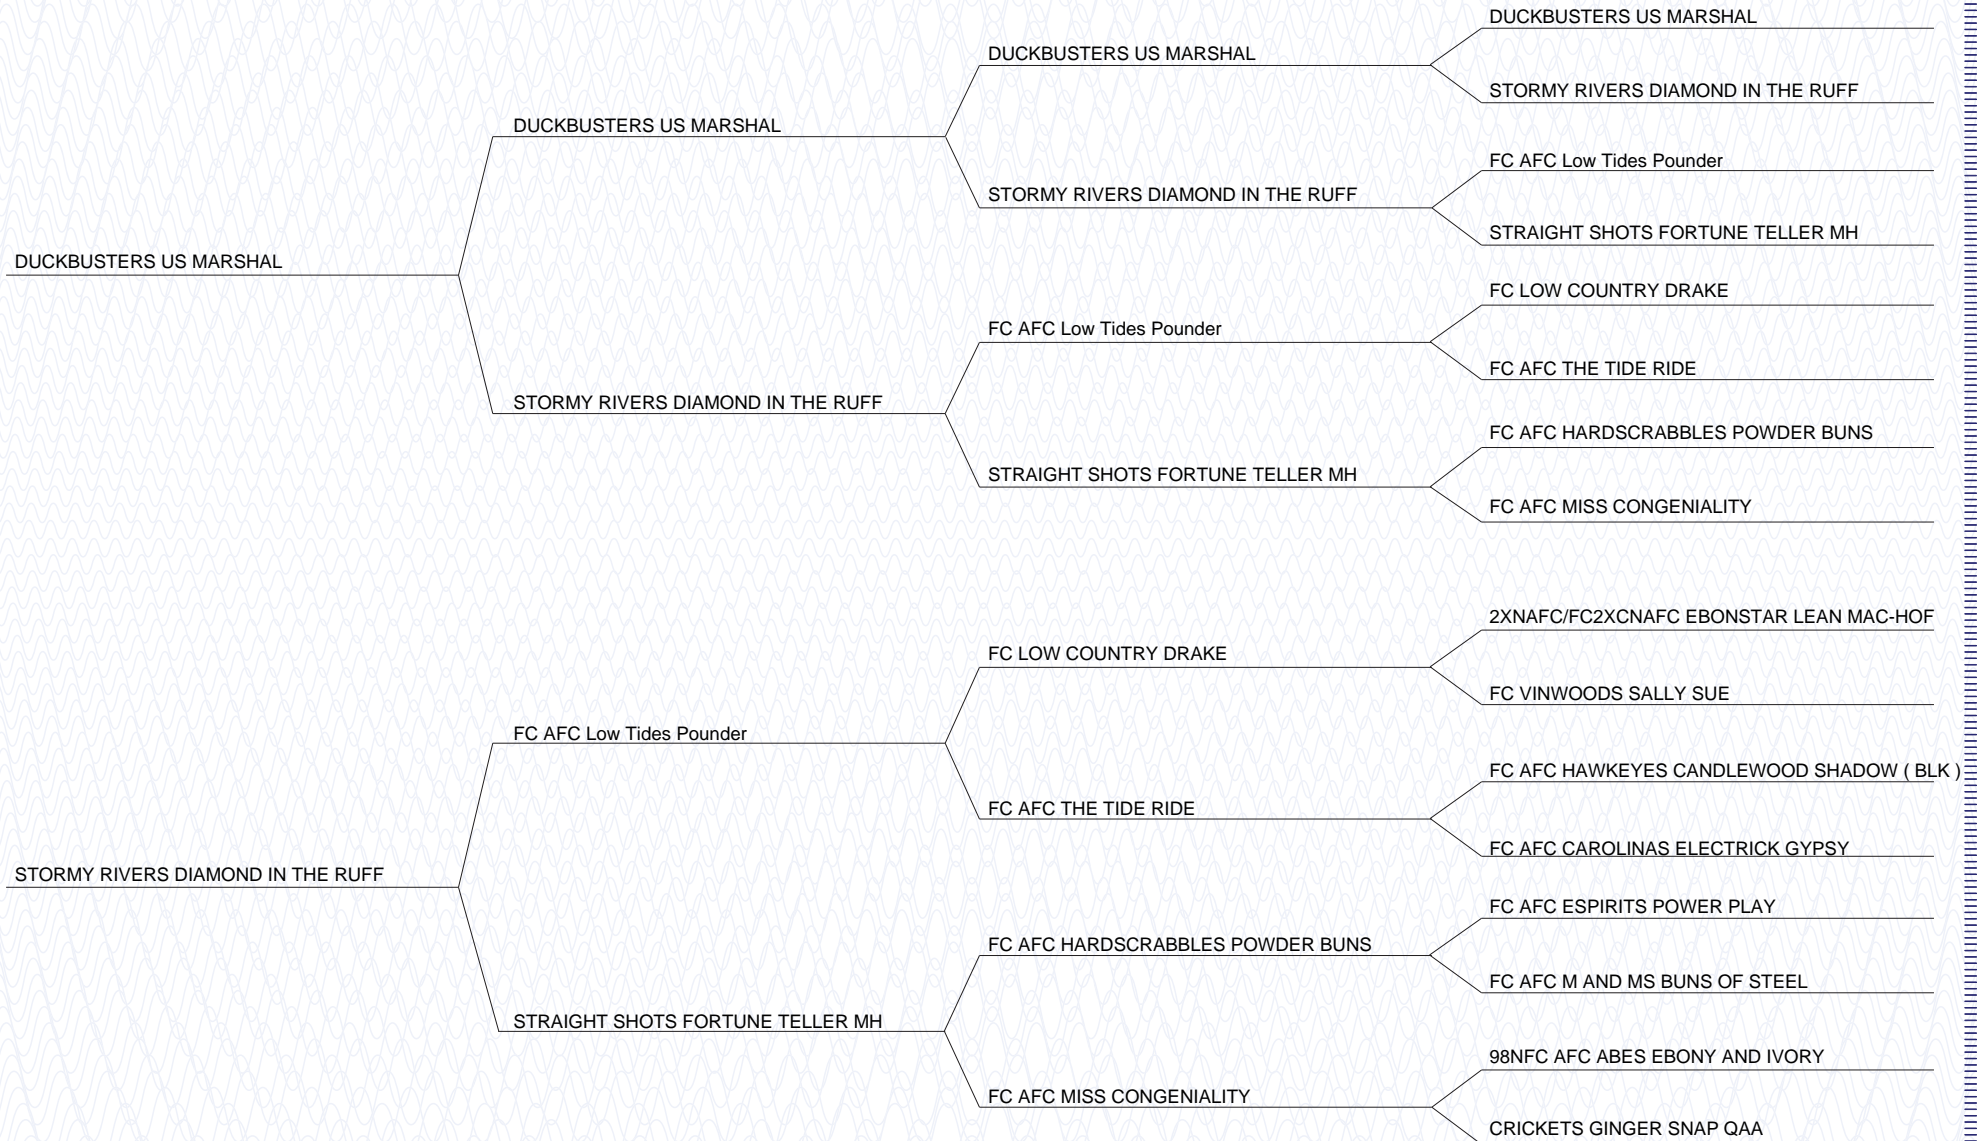 DUCKBUSTERS US MARSHAL
DUCKBUSTERS US MARSHAL
STORMY RIVERS DIAMOND IN THE RUFF
DUCKBUSTERS US MARSHAL
FC AFC Low Tides Pounder
STORMY RIVERS DIAMOND IN THE RUFF
STRAIGHT SHOTS FORTUNE TELLER MH
DUCKBUSTERS US MARSHAL
FC LOW COUNTRY DRAKE
FC AFC Low Tides Pounder
FC AFC THE TIDE RIDE
STORMY RIVERS DIAMOND IN THE RUFF
FC AFC HARDSCRABBLES POWDER BUNS
STRAIGHT SHOTS FORTUNE TELLER MH
FC AFC MISS CONGENIALITY
2XNAFC/FC2XCNAFC EBONSTAR LEAN MAC-HOF
FC LOW COUNTRY DRAKE
FC VINWOODS SALLY SUE
FC AFC Low Tides Pounder
FC AFC HAWKEYES CANDLEWOOD SHADOW ( BLK )
FC AFC THE TIDE RIDE
FC AFC CAROLINAS ELECTRICK GYPSY
STORMY RIVERS DIAMOND IN THE RUFF
FC AFC ESPIRITS POWER PLAY
FC AFC HARDSCRABBLES POWDER BUNS
FC AFC M AND MS BUNS OF STEEL
STRAIGHT SHOTS FORTUNE TELLER MH
98NFC AFC ABES EBONY AND IVORY
FC AFC MISS CONGENIALITY
CRICKETS GINGER SNAP QAA